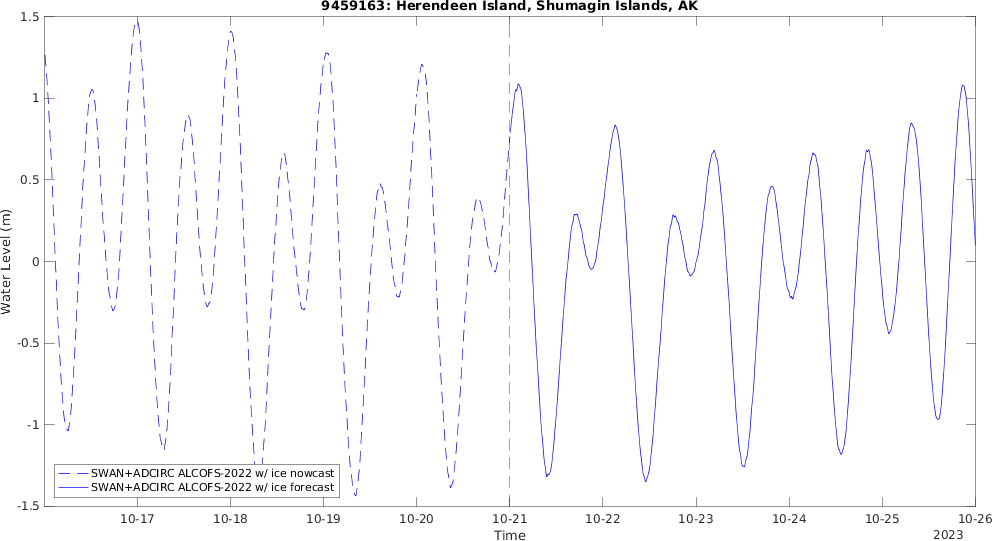 9459163: Herendeen Island, Shumagin Islands, AK
Water Level (m)
1.5
1
0.5
0
-0.5
-1
-1.5
SWAN+ADCIRC ALCOFS-2022 w/ ice nowcast
SWAN+ADCIRC ALCOFS-2022 w/ ice forecast
10-17 10-18 10-19 10-20 10-21 10-22 10-23 10-24 10-25 10-26
Time
2023